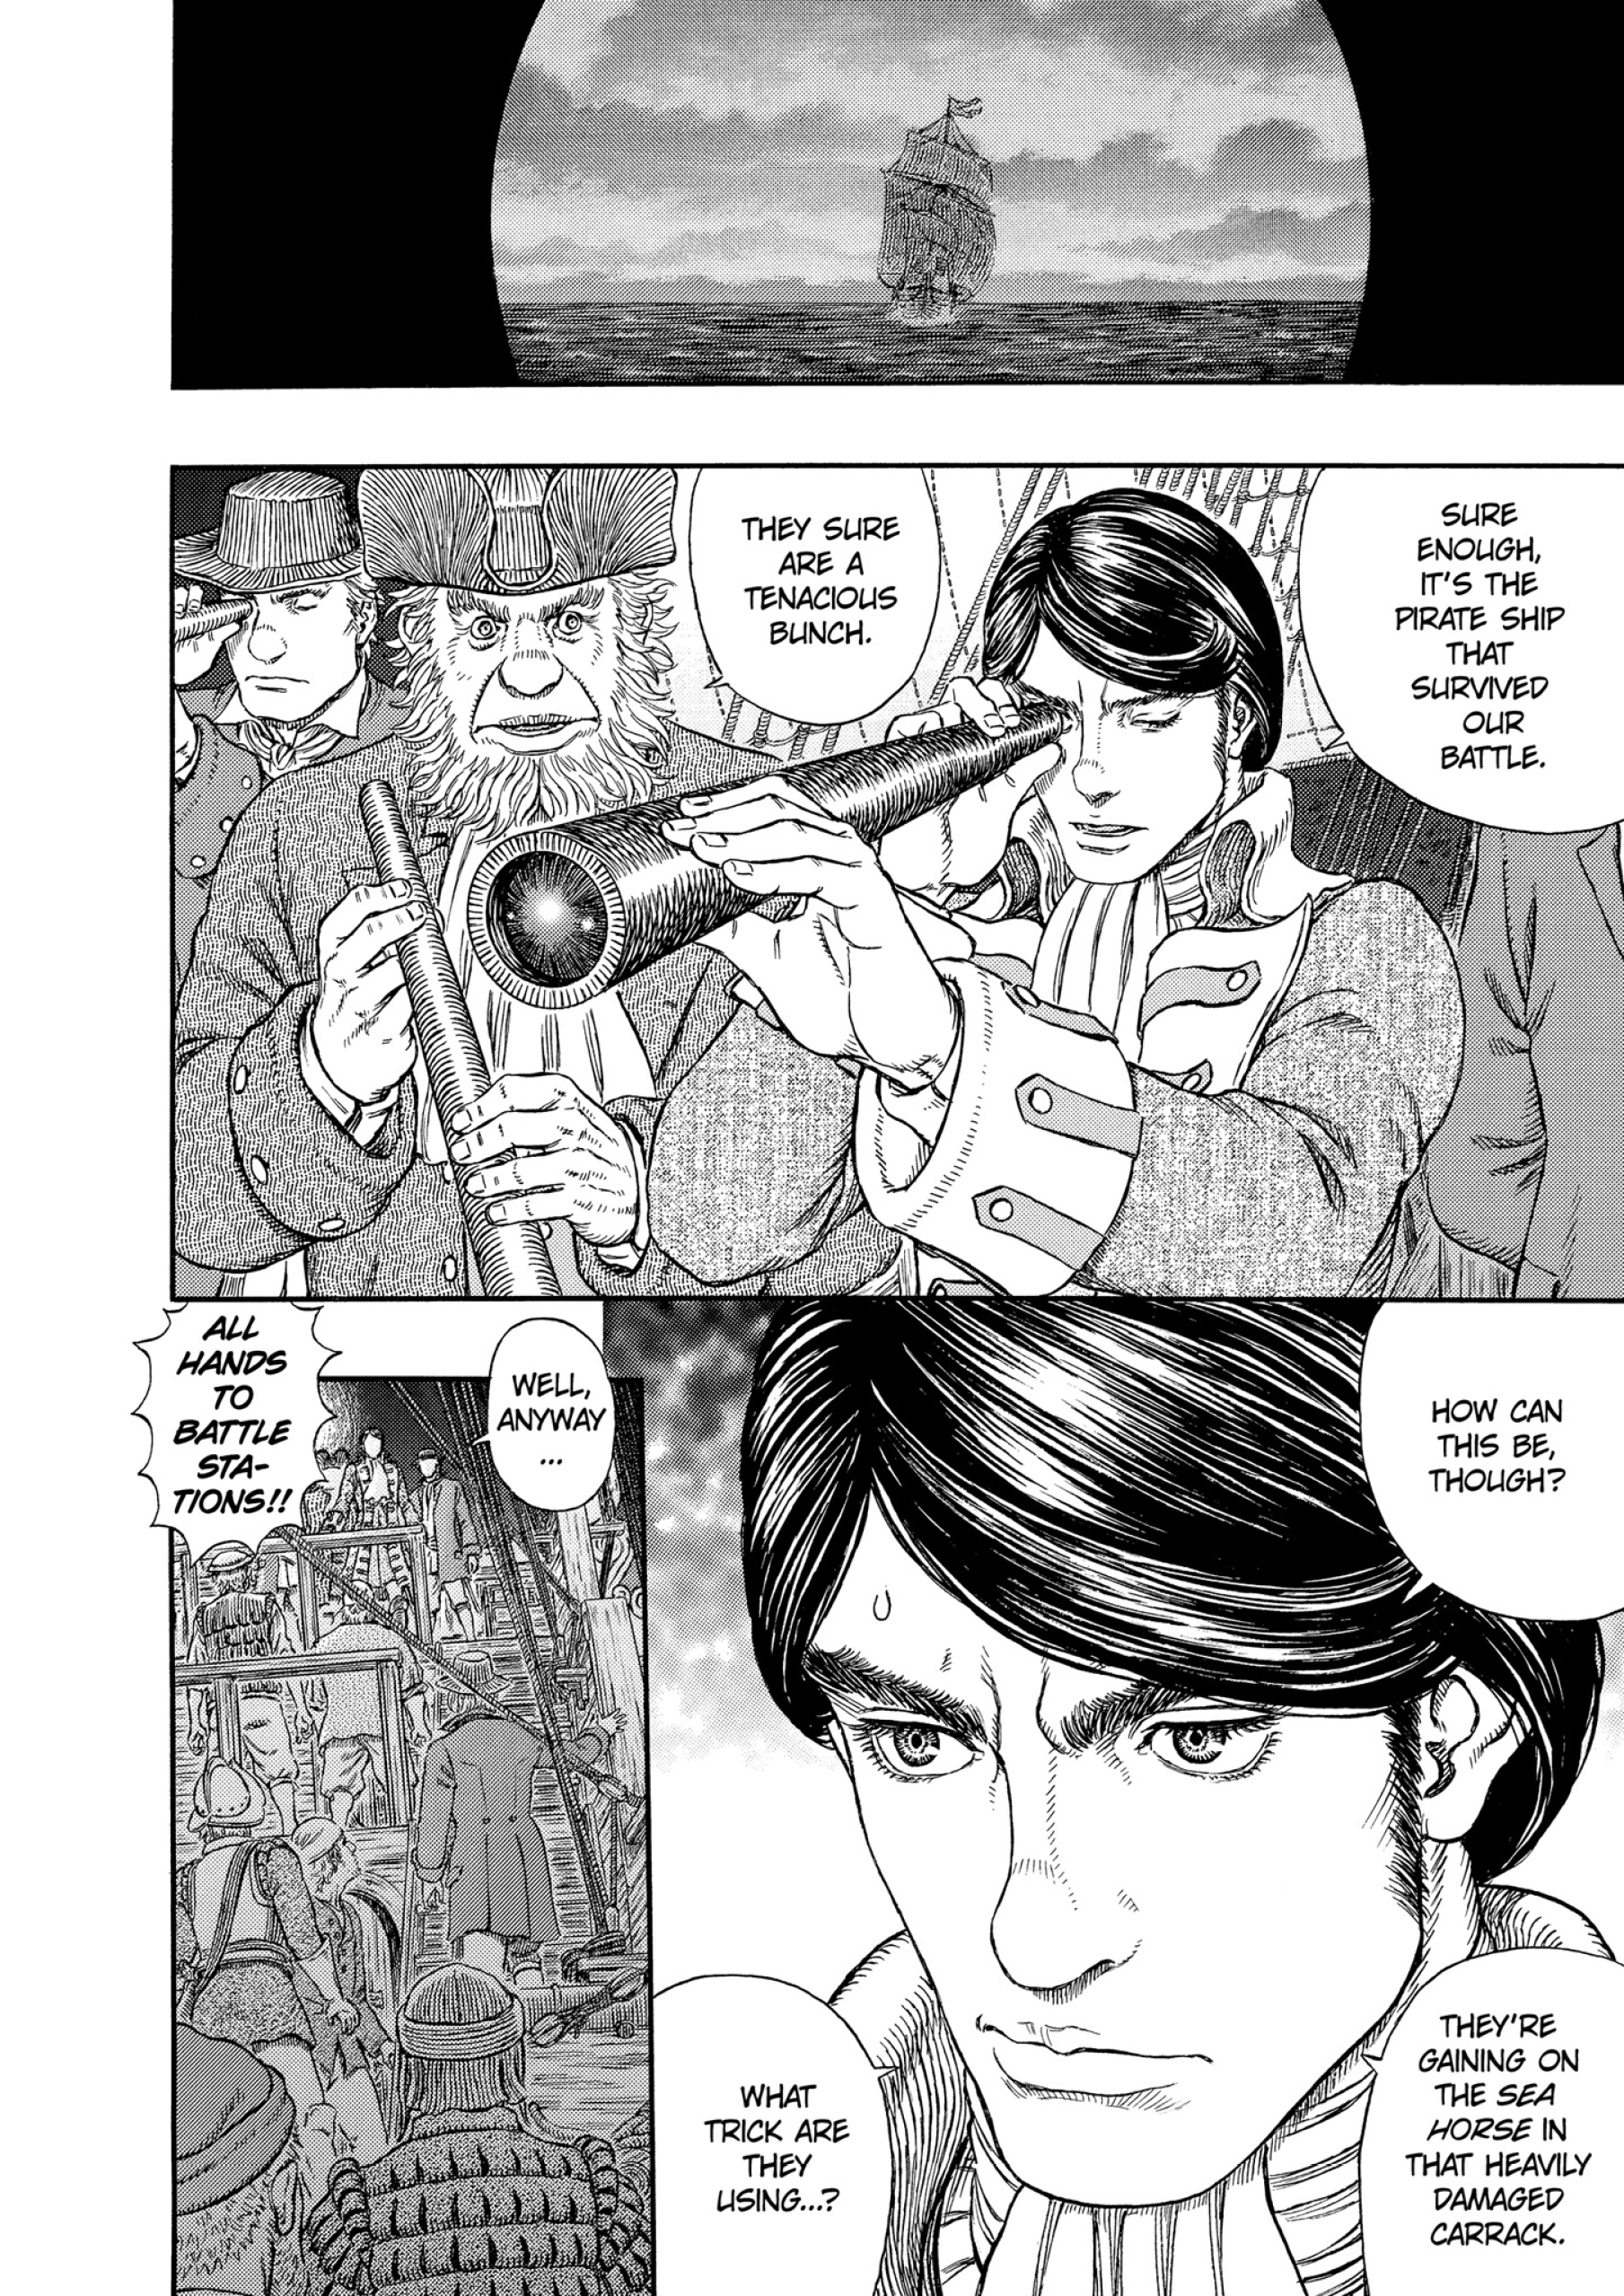 SURE
ENOUGH,
IT'S THE
PIRATE SHIP
THAT
SURVIVED
OUR
BATTLE.
THEY SURE
ARE A
TENACIOUS
BUNCH.
HOW CAN
THIS BE,
THOUGH?
THEY'RE
GAINING ON
THE SEA
HORSE IN
THAT HEAVILY
DAMAGED
CARRACK.
WHAT
TRICK ARE
THEY
USING...?
WELL,
ANYWAY
...
ALL
HANDS
TO
BATTLE
STA-
TIONS!!